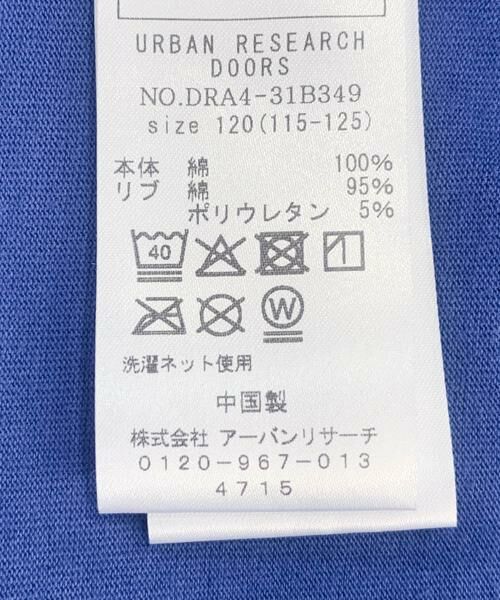 URBAN RESEARCH
DOORS
NO.DRA4-31B349
size 120(115-125)
本体 綿 100%
リブ 綿 95%
ポリウレタン 5%
40
W
洗濯ネット使用
中国製
株式会社 アーバンリサーチ
0120-967-013
4715